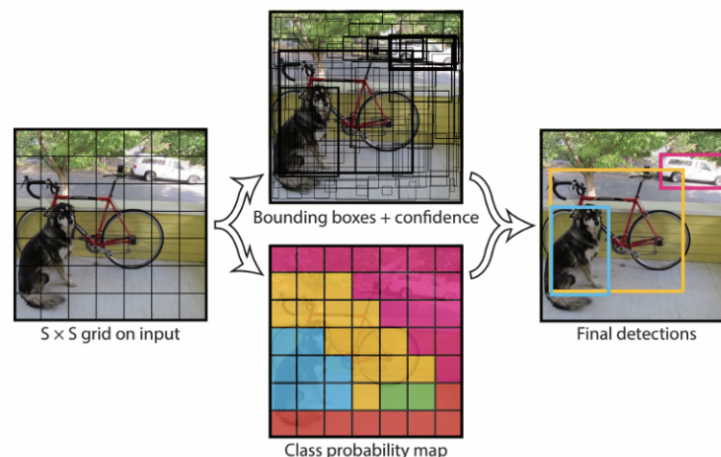 Bounding boxes + confidence
S × S grid on input
Final detections
Class probability map